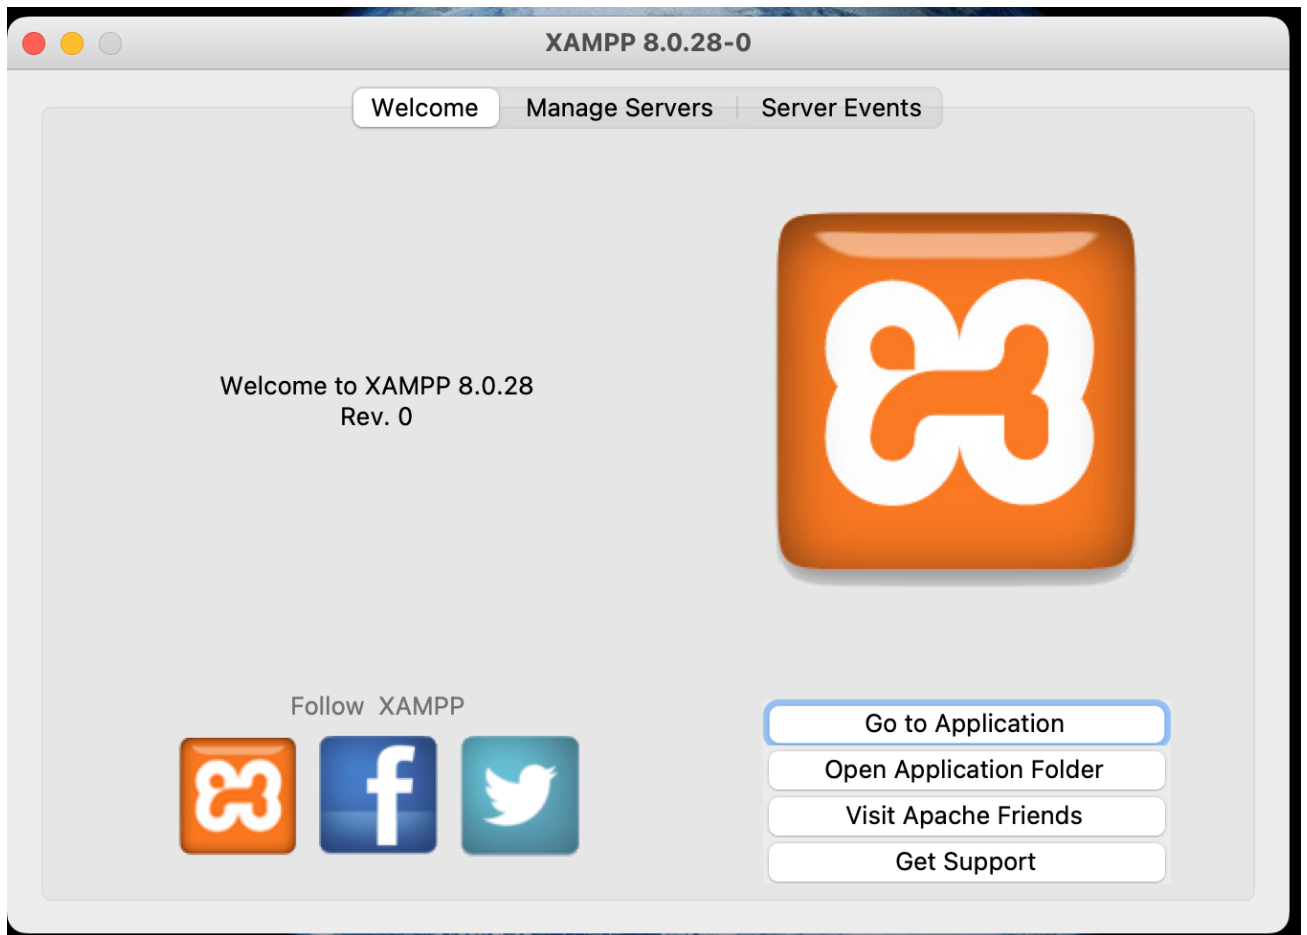 XAMPP 8.0.28-0
Welcome
Manage Servers
Server Events
Welcome to XAMPP 8.0.28
Rev. 0
Follow  XAMPP
Go to Application
Open Application Folder
Visit Apache Friends
Get Support